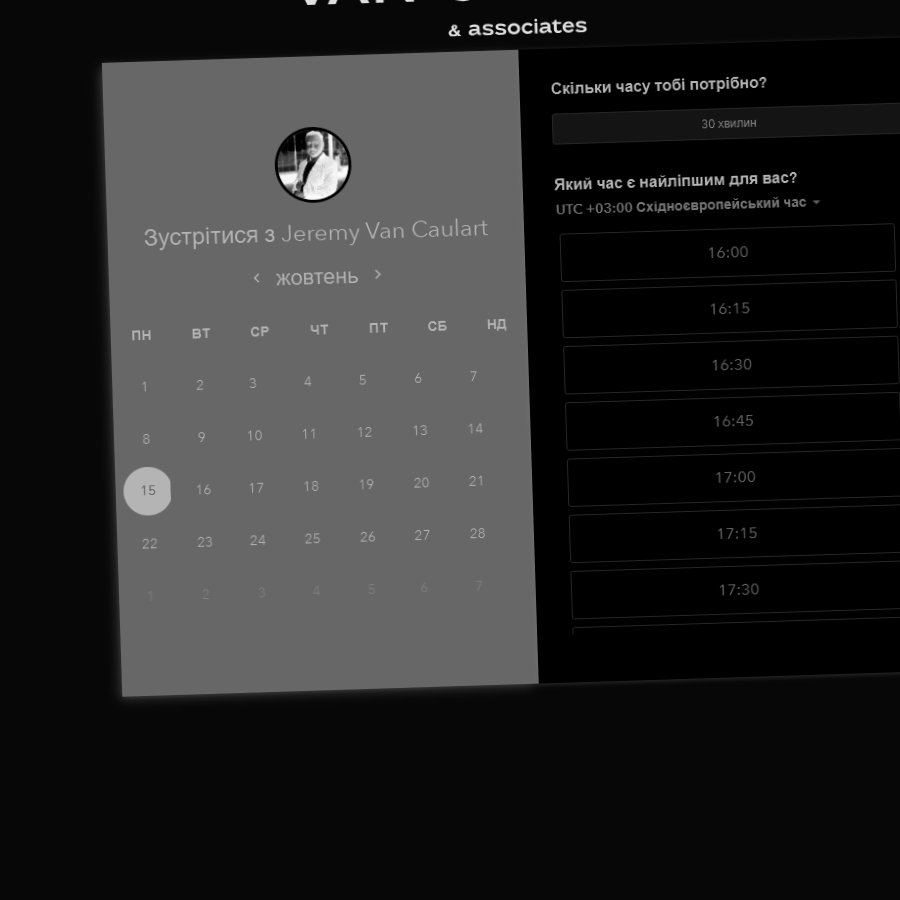 & associates
Зустрітися з Jeremy Van Caulart
< жовтень >
ПН ВТ СР ЧТ ПТ СБ НД
1 2 3 4 5 6 7
8 9 10 11 12 13 14
15 16 17 18 19 20 21
22 23 24 25 26 27 28
1 2 3 4 5 6 7
Скільки часу тобі потрібно?
30 хвилин
Який час є найліпшим для вас?
UTC +03:00 Східноєвропейський час
16:00
16:15
16:30
16:45
17:00
17:15
17:30